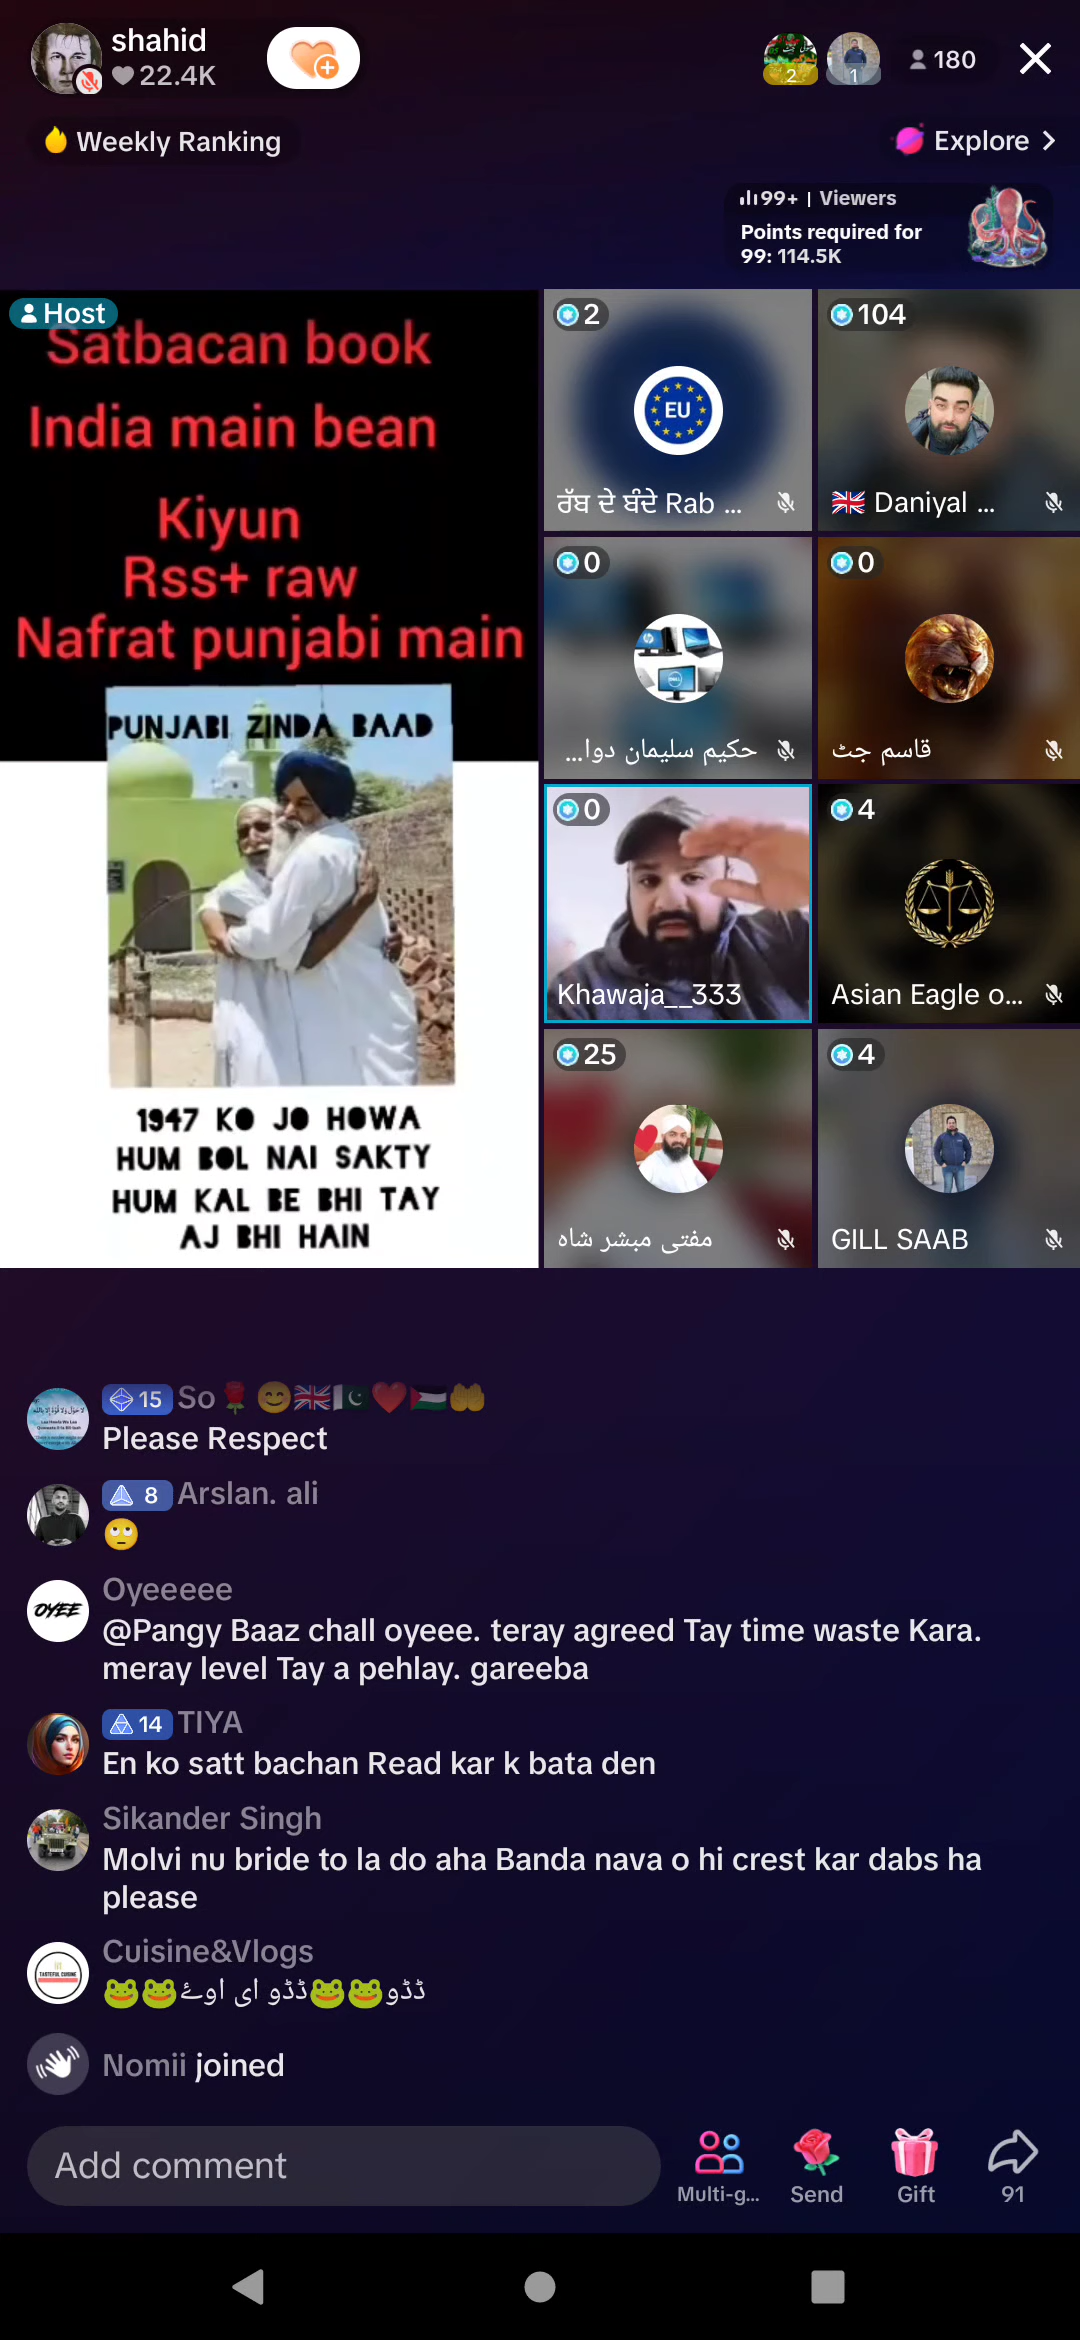 shahid
22.4K
2
1
180
Weekly Ranking
Explore
99+ | Viewers
Points required for
99: 114.5K
Host
Satbacan book
India main bean
Kiyun
Rss+ raw
Nafrat punjabi main
PUNJABI ZINDA BAAD
1947 KO JO HOWA
HUM BOL NAI SAKTY
HUM KAL BE BHI TAY
AJ BHI HAIN
2
EU
ਰੱਬ ਦੇ ਬੰਦੇ Rab ...
104
🇬🇧 Daniyal ...
0
حکیم سلیمان دوا...
0
قاسم جٹ
0
Khawaja__333
4
Asian Eagle o...
25
مفتی مبشر شاہ
4
GILL SAAB
15 So🌹😊🇬🇧🇵🇰❤️🇵🇸🤲
Please Respect
8 Arslan. ali
🙄
OYEE
Oyeeeee
@Pangy Baaz chall oyeee. teray agreed Tay time waste Kara.
meray level Tay a pehlay. gareeba
14 TIYA
En ko satt bachan Read kar k bata den
Sikander Singh
Molvi nu bride to la do aha Banda nava o hi crest kar dabs ha
please
Cuisine&Vlogs
🐸🐸ڈڈو ای اوۓ🐸🐸ڈڈو
Nomii joined
Add comment
Multi-g...
Send
Gift
91